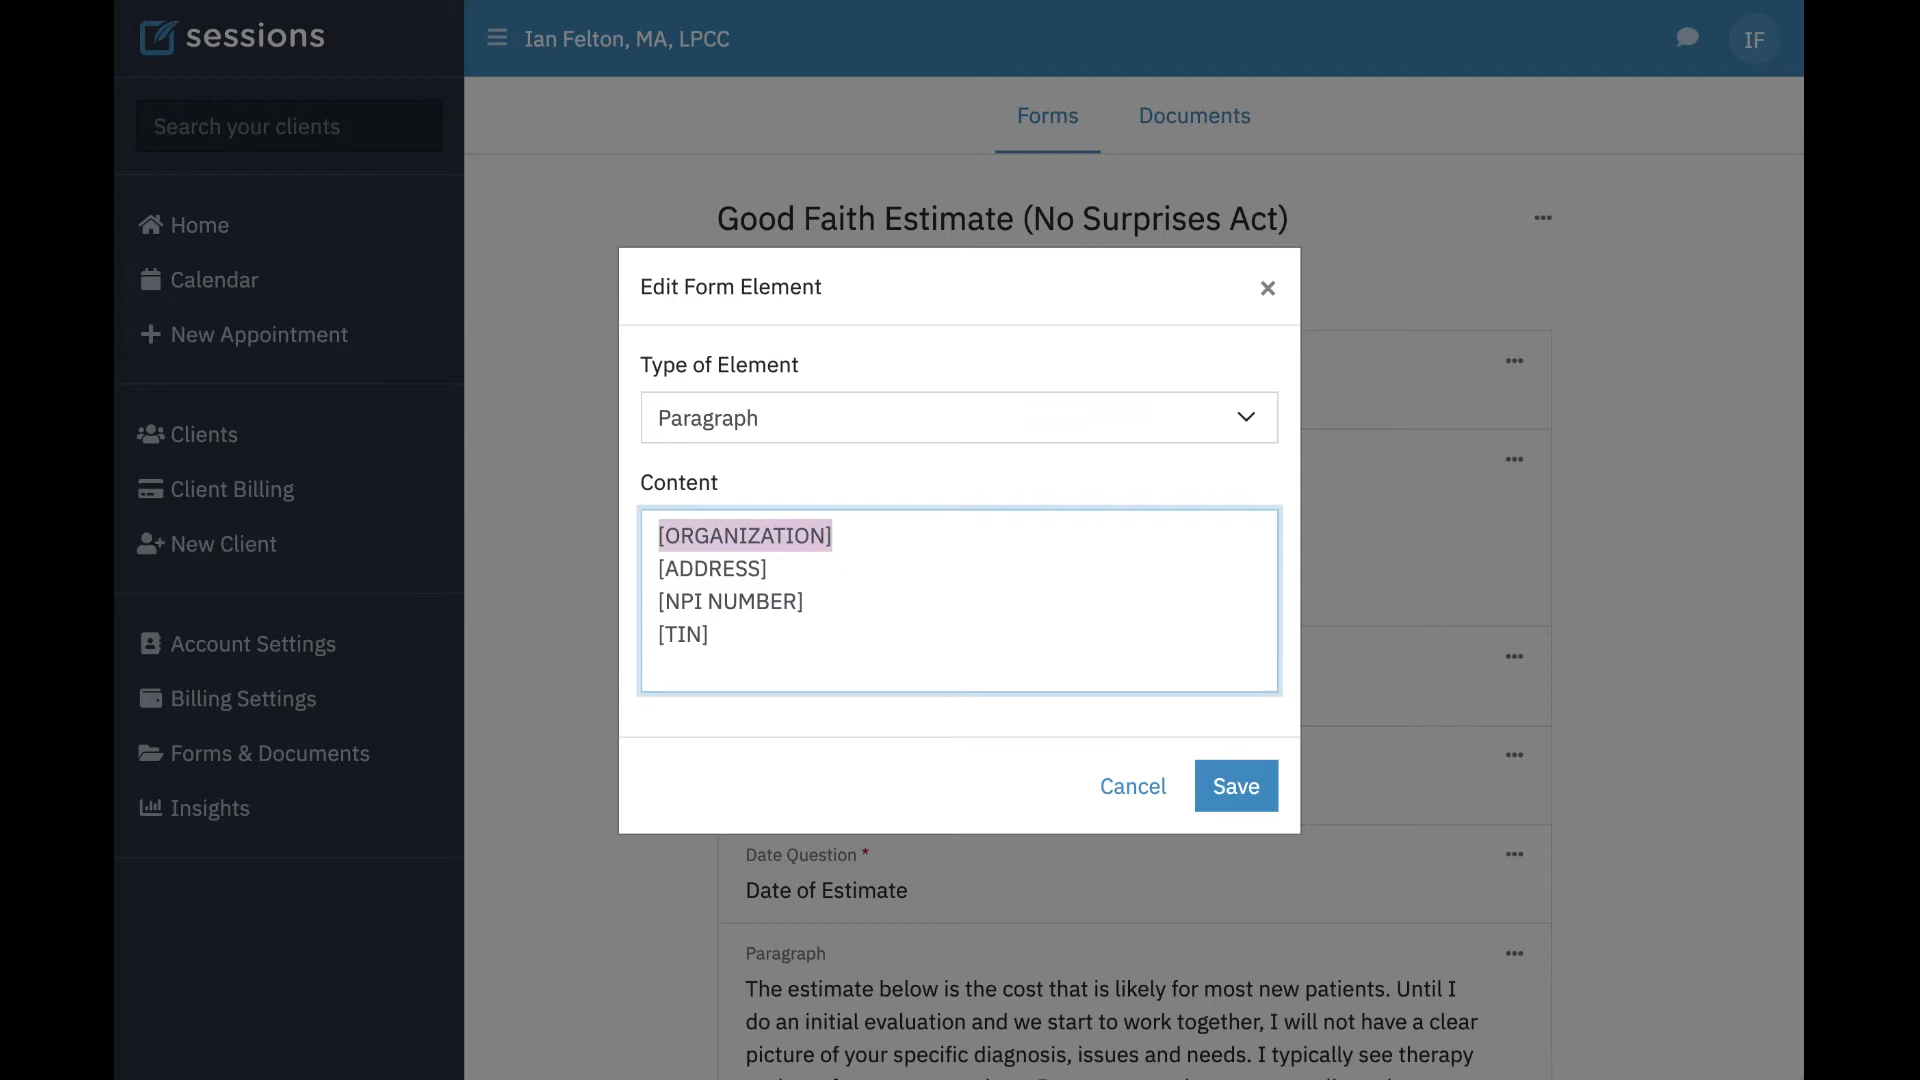 sessions
Ian Felton, MA, LPCC
IF
Search your clients
Forms
Documents
Home
Calendar
New Appointment
Clients
Client Billing
New Client
Account Settings
Billing Settings
Forms & Documents
Insights
Good Faith Estimate (No Surprises Act)
Edit Form Element
Type of Element
Paragraph
Content
[ORGANIZATION]
[ADDRESS]
[NPI NUMBER]
[TIN]
Cancel
Save
Date Question *
Date of Estimate
Paragraph
The estimate below is the cost that is likely for most new patients. Until I
do an initial evaluation and we start to work together, I will not have a clear
picture of your specific diagnosis, issues and needs. I typically see therapy